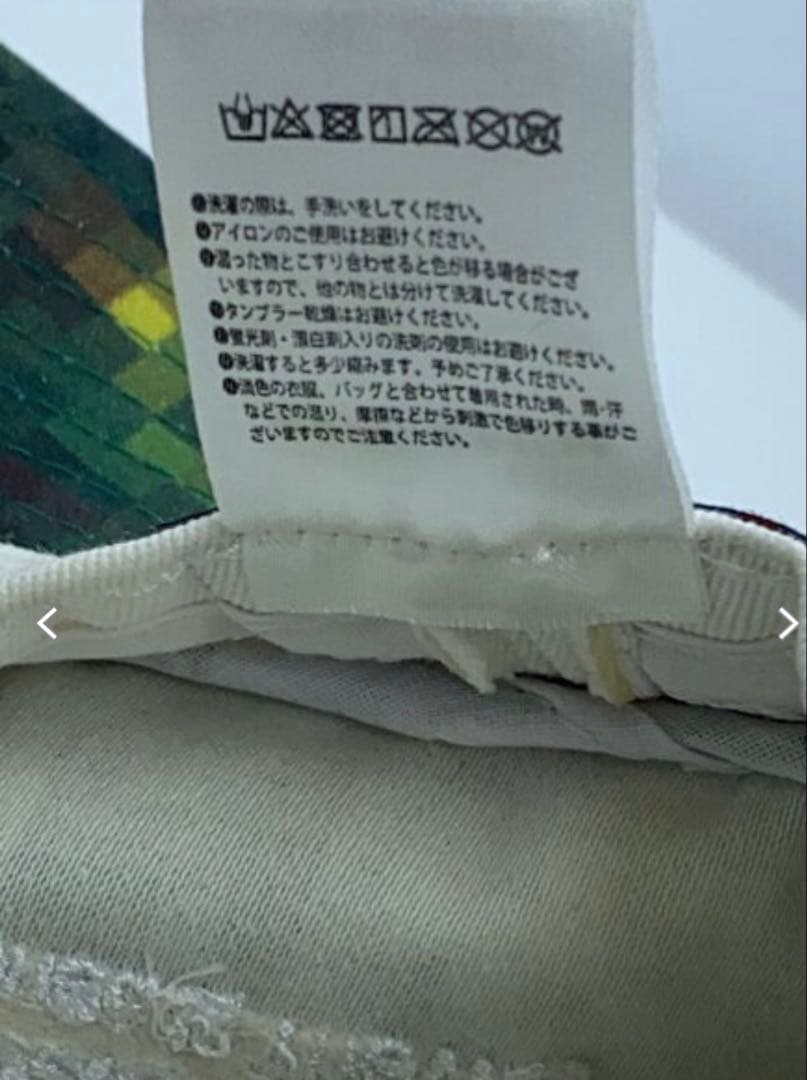 ●洗濯の際は、手洗いをしてください。
●アイロンのご使用はお避けください。
●湿った物とこすり合わせると色が移る場合がござ
いますので、他の物とは分けて洗濯してください。
●タンブラー乾燥はお避けください。
●蛍光剤・漂白剤入りの洗剤の使用はお避けください。
●洗濯すると多少縮みます。予めご了承ください。
●淡色の衣服、バッグと合わせて着用された時、雨・汗
などでの湿り、摩擦などから刺激で色移りする事がご
ざいますのでご注意ください。